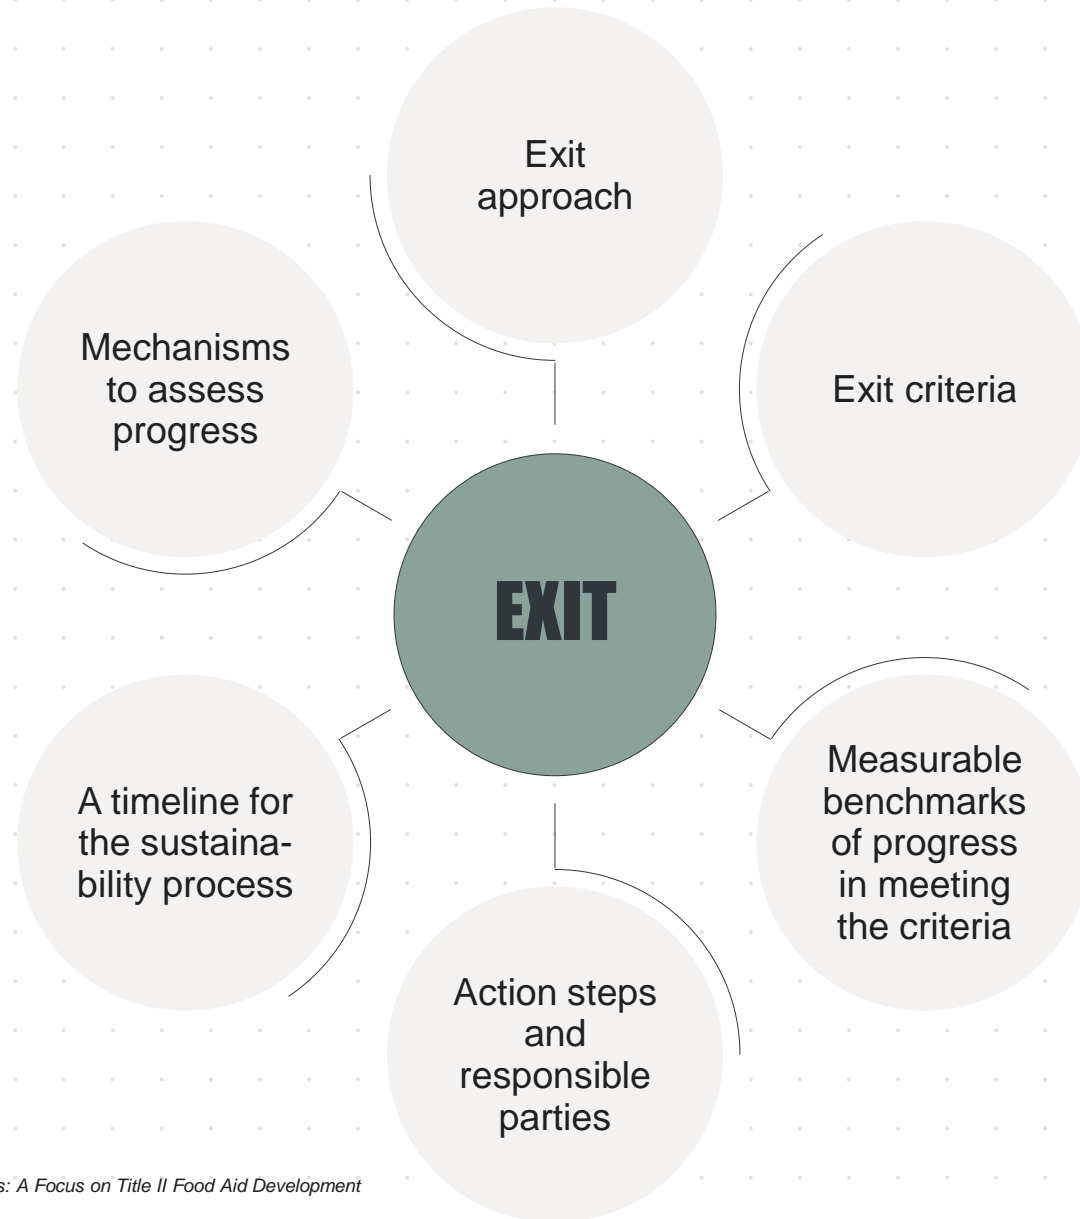 Exit
approach
Exit criteria
Measurable
benchmarks
of progress
in meeting
the criteria
Action steps
and
responsible
parties
A timeline for
the sustaina-
bility process
Mechanisms
to assess
progress
EXIT
s: A Focus on Title II Food Aid Development